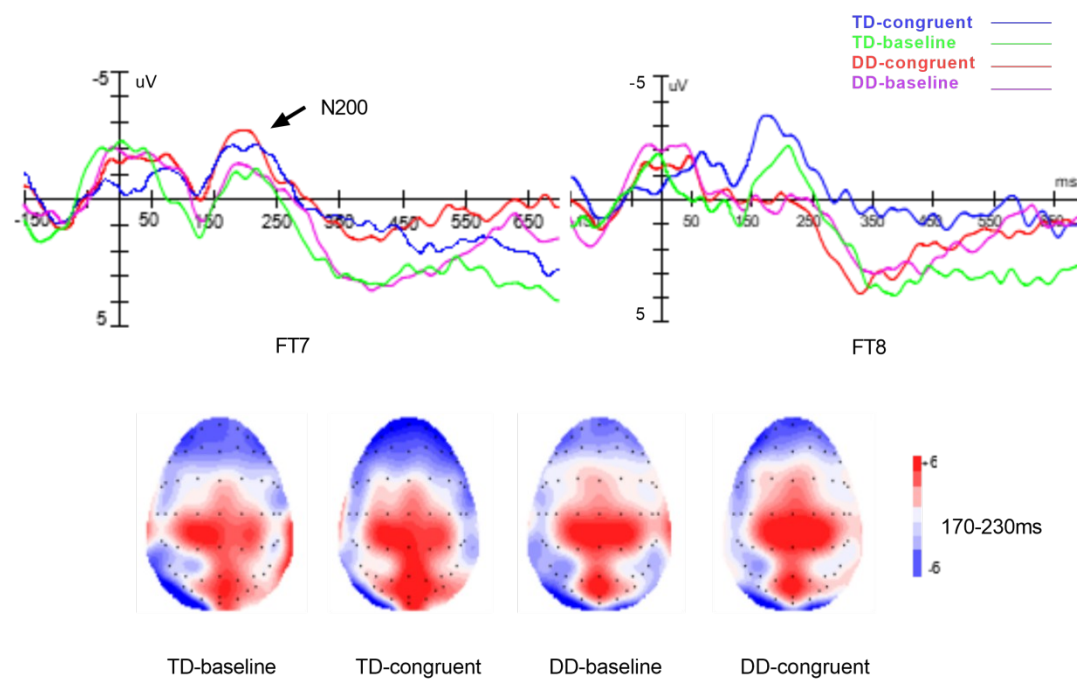 TD-congruent
TD-baseline
DD-congruent
DD-baseline
-5 uV
N200
-5 uV
ms
50 150 250 350 450 550 650
50 150 250 350 450 550
5
5
FT7
FT8
+6
170-230ms
-6
TD-baseline TD-congruent DD-baseline DD-congruent